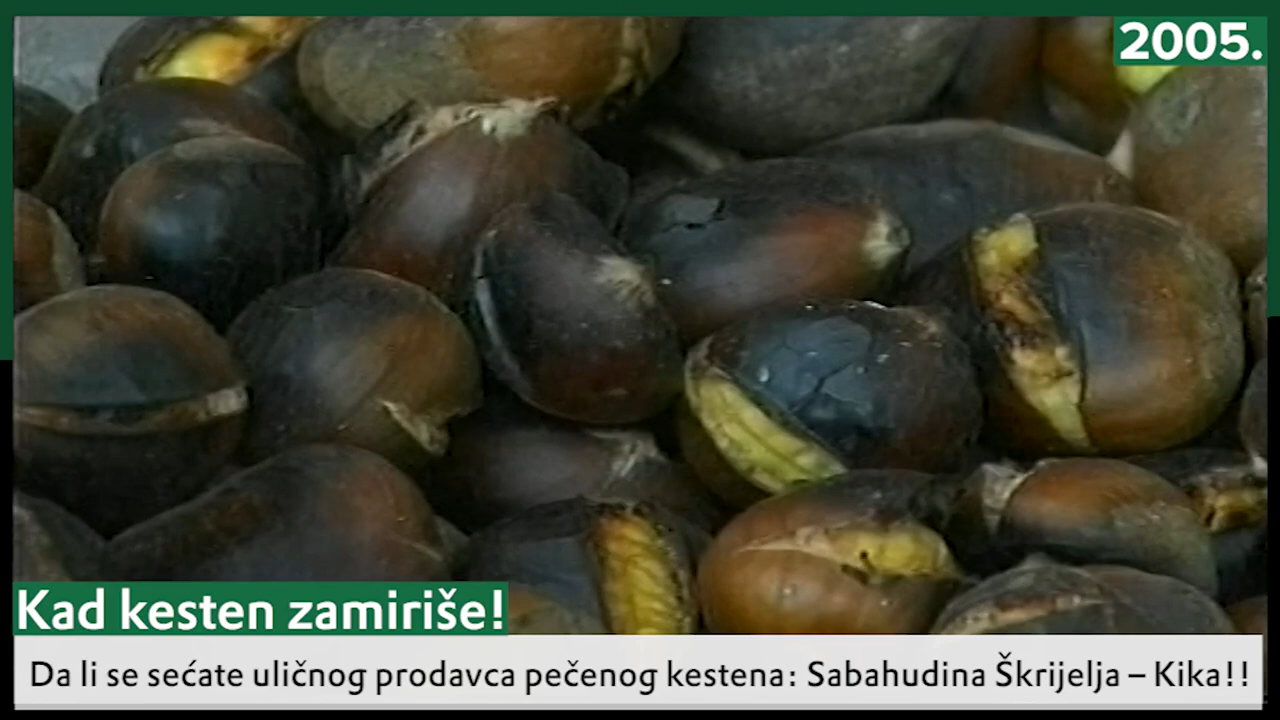 2005.
Kad kesten zamiriše!
Da li se sećate uličnog prodavca pečenog kestena: Sabahudina Škrijelja – Kika!!